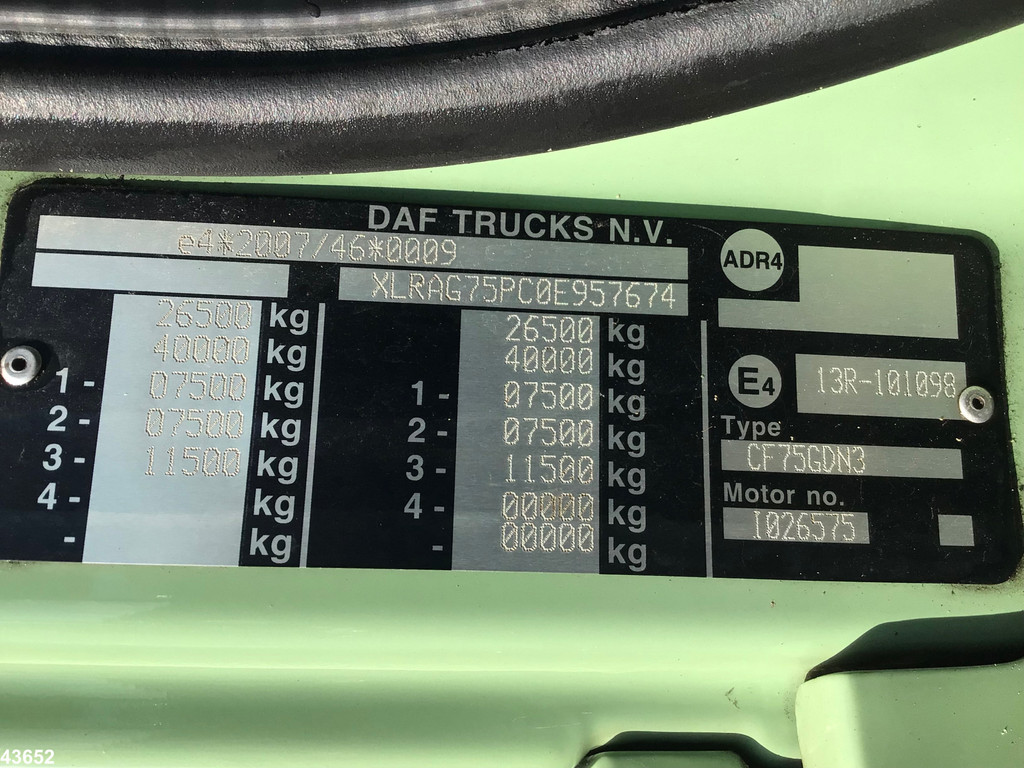 DAF TRUCKS N.V.
e4*2007/46*0009
XLRAG75PC0E957674
26500 kg
40000 kg
1- 07500 kg
2- 07500 kg
3- 11500 kg
4- kg
- kg
26500 kg
40000 kg
1- 07500 kg
2- 07500 kg
3- 11500 kg
4- 00000 kg
- 00000 kg
ADR4
E4 13R-101098
Type
CF75GDN3
Motor no.
I026575
43652